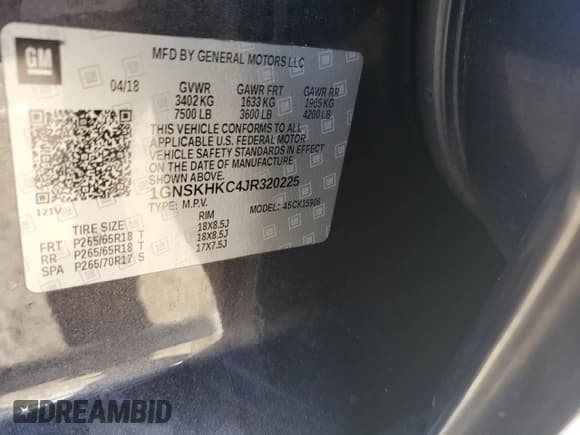 GM
MFD BY GENERAL MOTORS LLC
04/18 GVWR GAWR FRT GAWR RR
3402 KG 1633 KG 1905 KG
7500 LB 3600 LB 4200 LB
THIS VEHICLE CONFORMS TO ALL
APPLICABLE U.S. FEDERAL MOTOR
VEHICLE SAFETY STANDARDS IN EFFECT
ON THE DATE OF MANUFACTURE
SHOWN ABOVE.
121V
1GNSKHKC4JR320225
TYPE: M.P.V. MODEL: 4SCK15906
TIRE SIZE RIM
FRT P265/65R18 T 18X8.5J
RR P265/65R18 T 18X8.5J
SPA P265/70R17 S 17X7.5J
DREAMBID